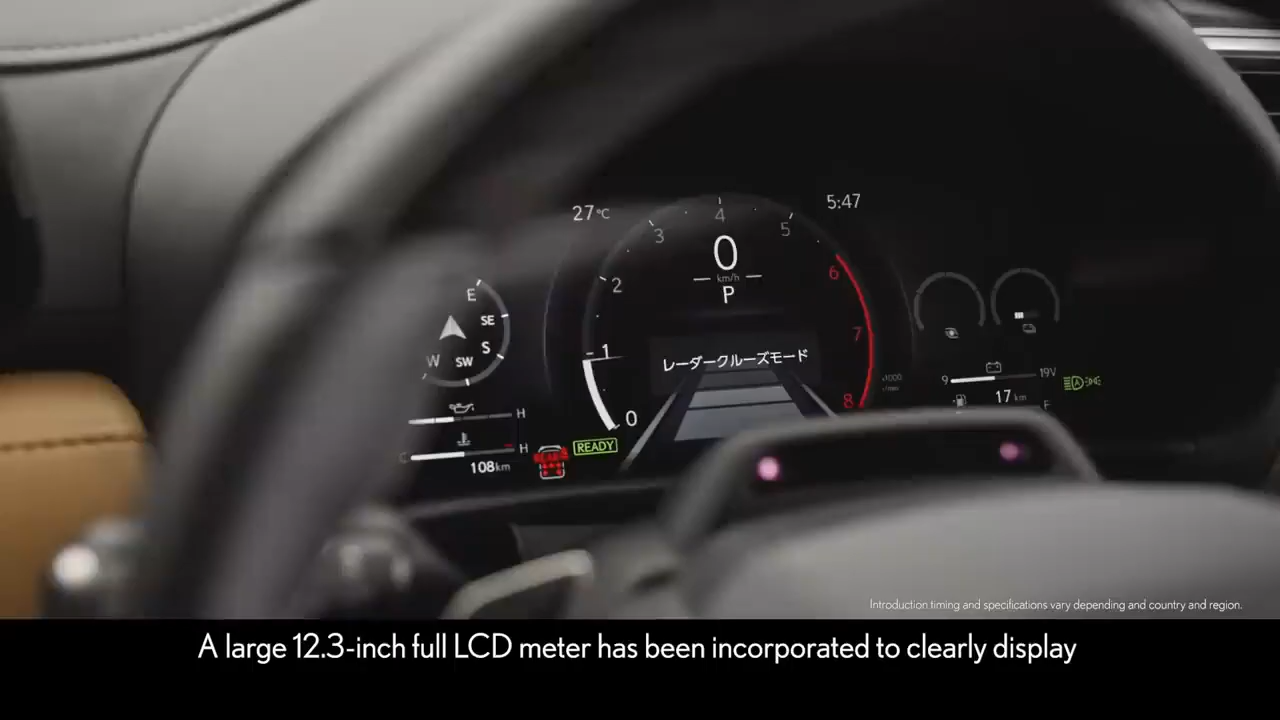 27°C
5:47
3
4
5
2
6
0
km/h
P
E
SE
S
SW
W
1
7
8
0
レーダークルーズモード
x1000
9
19V
17 km
F
H
C
H
108km
REAR
READY
A
Introduction timing and specifications vary depending and country and region.
A large 12.3-inch full LCD meter has been incorporated to clearly display